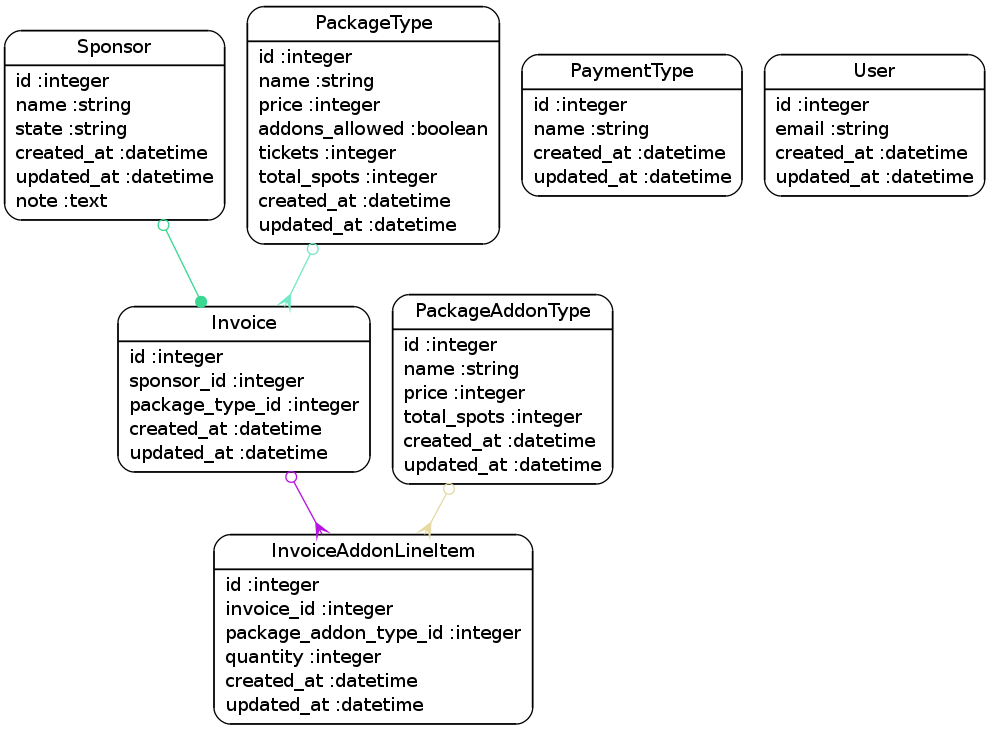 Sponsor
id :integer
name :string
state :string
created_at :datetime
updated_at :datetime
note :text
PackageType
id :integer
name :string
price :integer
addons_allowed :boolean
tickets :integer
total_spots :integer
created_at :datetime
updated_at :datetime
PaymentType
id :integer
name :string
created_at :datetime
updated_at :datetime
User
id :integer
email :string
created_at :datetime
updated_at :datetime
Invoice
id :integer
sponsor_id :integer
package_type_id :integer
created_at :datetime
updated_at :datetime
PackageAddonType
id :integer
name :string
price :integer
total_spots :integer
created_at :datetime
updated_at :datetime
InvoiceAddonLineItem
id :integer
invoice_id :integer
package_addon_type_id :integer
quantity :integer
created_at :datetime
updated_at :datetime